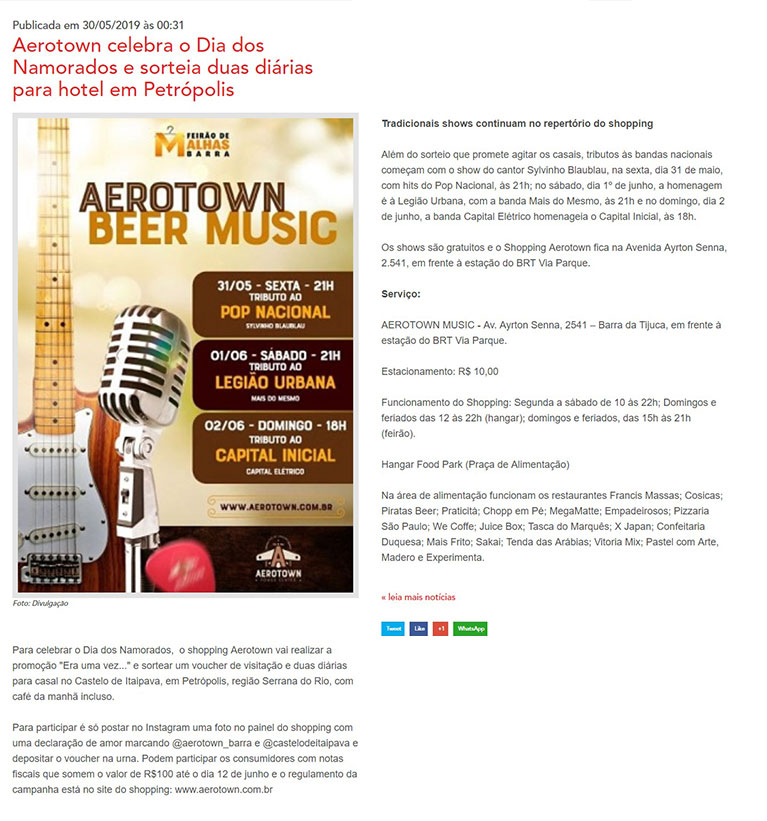 Publicada em 30/05/2019 às 00:31
Aerotown celebra o Dia dos
Namorados e sorteia duas diárias
para hotel em Petrópolis
FEIRÃO DE
MALHAS
BARRA
AEROTOWN
BEER MUSIC
31/05 - SEXTA - 21H
TRIBUTO AO
POP NACIONAL
SYLVINHO BLAUBLAU
01/06 - SÁBADO - 21H
TRIBUTO AO
LEGIÃO URBANA
MAIS DO MESMO
02/06 - DOMINGO - 18H
TRIBUTO AO
CAPITAL INICIAL
CAPITAL ELÉTRICO
WWW.AEROTOWN.COM.BR
AEROTOWN
POWER CENTER
Foto: Divulgação
Para celebrar o Dia dos Namorados, o shopping Aerotown vai realizar a
promoção "Era uma vez..." e sortear um voucher de visitação e duas diárias
para casal no Castelo de Itaipava, em Petrópolis, região Serrana do Rio, com
café da manhã incluso.
Para participar é só postar no Instagram uma foto no painel do shopping com
uma declaração de amor marcando @aerotown_barra e @castelodeitaipava e
depositar o voucher na urna. Podem participar os consumidores com notas
fiscais que somem o valor de R$100 até o dia 12 de junho e o regulamento da
campanha está no site do shopping: www.aerotown.com.br
Tradicionais shows continuam no repertório do shopping
Além do sorteio que promete agitar os casais, tributos às bandas nacionais
começam com o show do cantor Sylvinho Blaublau, na sexta, dia 31 de maio,
com hits do Pop Nacional, às 21h; no sábado, dia 1º de junho, a homenagem
é à Legião Urbana, com a banda Mais do Mesmo, às 21h e no domingo, dia 2
de junho, a banda Capital Elétrico homenageia o Capital Inicial, às 18h.
Os shows são gratuitos e o Shopping Aerotown fica na Avenida Ayrton Senna,
2.541, em frente à estação do BRT Via Parque.
Serviço:
AEROTOWN MUSIC - Av. Ayrton Senna, 2541 – Barra da Tijuca, em frente à
estação do BRT Via Parque.
Estacionamento: R$ 10,00
Funcionamento do Shopping: Segunda a sábado de 10 às 22h; Domingos e
feriados das 12 às 22h (hangar); domingos e feriados, das 15h às 21h
(feirão).
Hangar Food Park (Praça de Alimentação)
Na área de alimentação funcionam os restaurantes Francis Massas; Cosicas;
Piratas Beer; Praticità; Chopp em Pé; MegaMatte; Empadeirosos; Pizzaria
São Paulo; We Coffe; Juice Box; Tasca do Marquês; X Japan; Confeitaria
Duquesa; Mais Frito; Sakai; Tenda das Arábias; Vitoria Mix; Pastel com Arte,
Madero e Experimenta.
« leia mais notícias
Tweet Like +1 WhatsApp